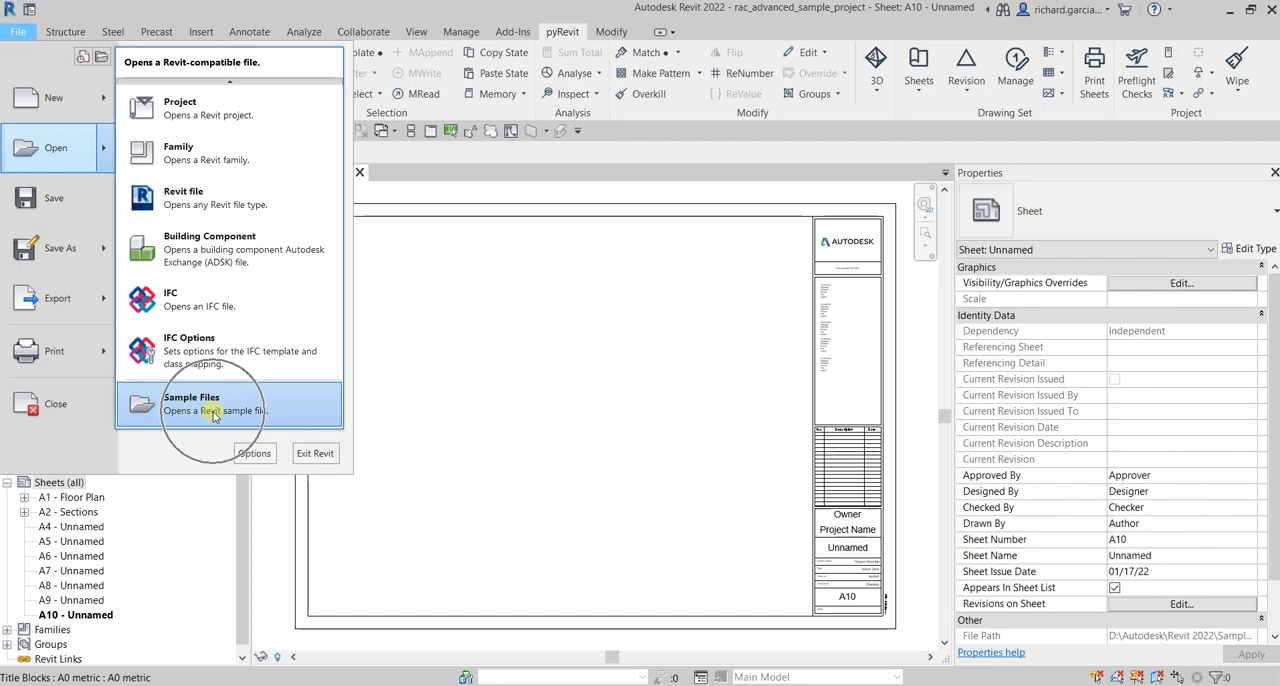 Autodesk Revit 2022 - rac_advanced_sample_project - Sheet: A10 - Unnamed
richard.garcia...
File Structure Steel Precast Insert Annotate Analyze Collaborate View Manage Add-Ins pyRevit Modify
MAppend Copy State Sum Total Match Flip Edit
MWrite Paste State Analyse Make Pattern ReNumber Override
MRead Memory Inspect Overkill ReValue Groups
3D Sheets Revision Manage Print Sheets Preflight Checks Wipe
Selection Analysis Modify Drawing Set Project
Opens a Revit-compatible file.
New
Open
Save
Save As
Export
Print
Close
Project
Opens a Revit project.
Family
Opens a Revit family.
Revit file
Opens any Revit file type.
Building Component
Opens a building component Autodesk
Exchange (ADSK) file.
IFC
Opens an IFC file.
IFC Options
Sets options for the IFC template and
class mapping.
Sample Files
Opens a Revit sample file.
Options
Exit Revit
Sheets (all)
A1 - Floor Plan
A2 - Sections
A4 - Unnamed
A5 - Unnamed
A6 - Unnamed
A7 - Unnamed
A8 - Unnamed
A9 - Unnamed
A10 - Unnamed
Families
Groups
Revit Links
Title Blocks : A0 metric : A0 metric
AUTODESK
Owner
Project Name
Unnamed
A10
Properties
Sheet
Sheet: Unnamed
Edit Type
Graphics
Visibility/Graphics Overrides Edit...
Scale
Identity Data
Dependency Independent
Referencing Sheet
Referencing Detail
Current Revision Issued
Current Revision Issued By
Current Revision Issued To
Current Revision Date
Current Revision Description
Current Revision
Approved By Approver
Designed By Designer
Checked By Checker
Drawn By Author
Sheet Number A10
Sheet Name Unnamed
Sheet Issue Date 01/17/22
Appears In Sheet List
Revisions on Sheet Edit...
Other
File Path D:\Autodesk\Revit 2022\Sampl...
Properties help
Apply
:0
Main Model
:0